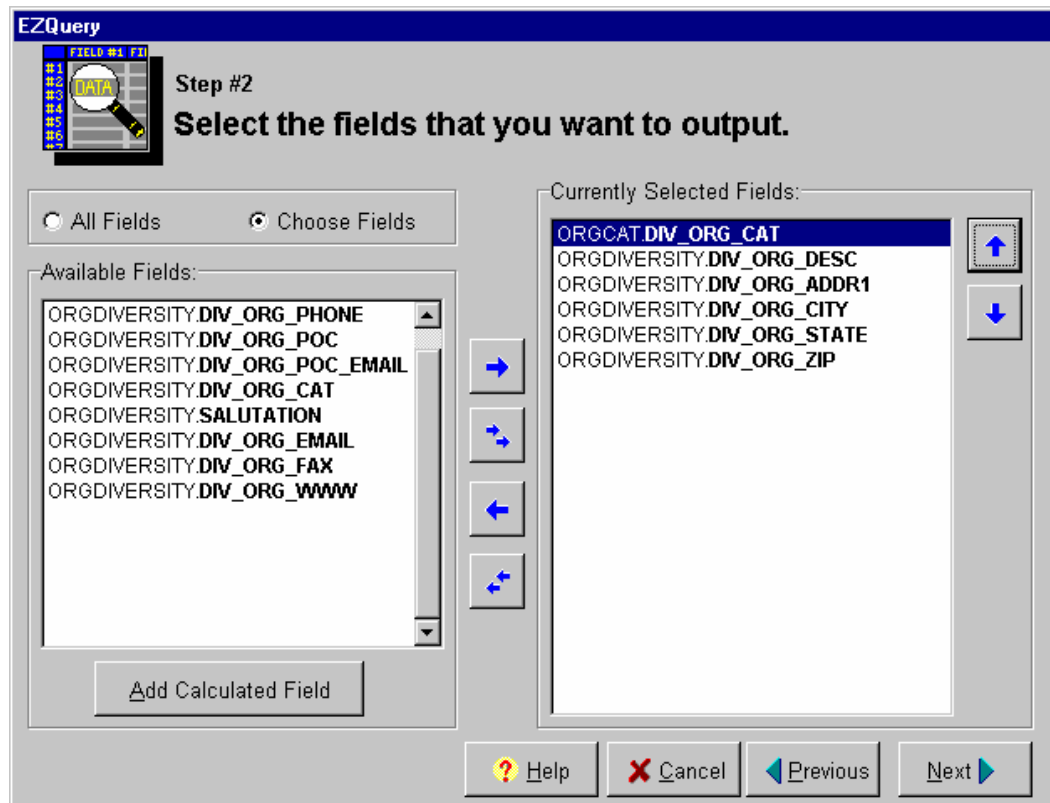 EZQuery
FIELD #1 FI
#1
#2
#3
#4
#5
#6
DATA
Step #2
Select the fields that you want to output.
All Fields
Choose Fields
Available Fields:
ORGDIVERSITY.DIV_ORG_PHONE
ORGDIVERSITY.DIV_ORG_POC
ORGDIVERSITY.DIV_ORG_POC_EMAIL
ORGDIVERSITY.DIV_ORG_CAT
ORGDIVERSITY.SALUTATION
ORGDIVERSITY.DIV_ORG_EMAIL
ORGDIVERSITY.DIV_ORG_FAX
ORGDIVERSITY.DIV_ORG_WWW
Add Calculated Field
Currently Selected Fields:
ORGCAT.DIV_ORG_CAT
ORGDIVERSITY.DIV_ORG_DESC
ORGDIVERSITY.DIV_ORG_ADDR1
ORGDIVERSITY.DIV_ORG_CITY
ORGDIVERSITY.DIV_ORG_STATE
ORGDIVERSITY.DIV_ORG_ZIP
? Help
Cancel
Previous
Next